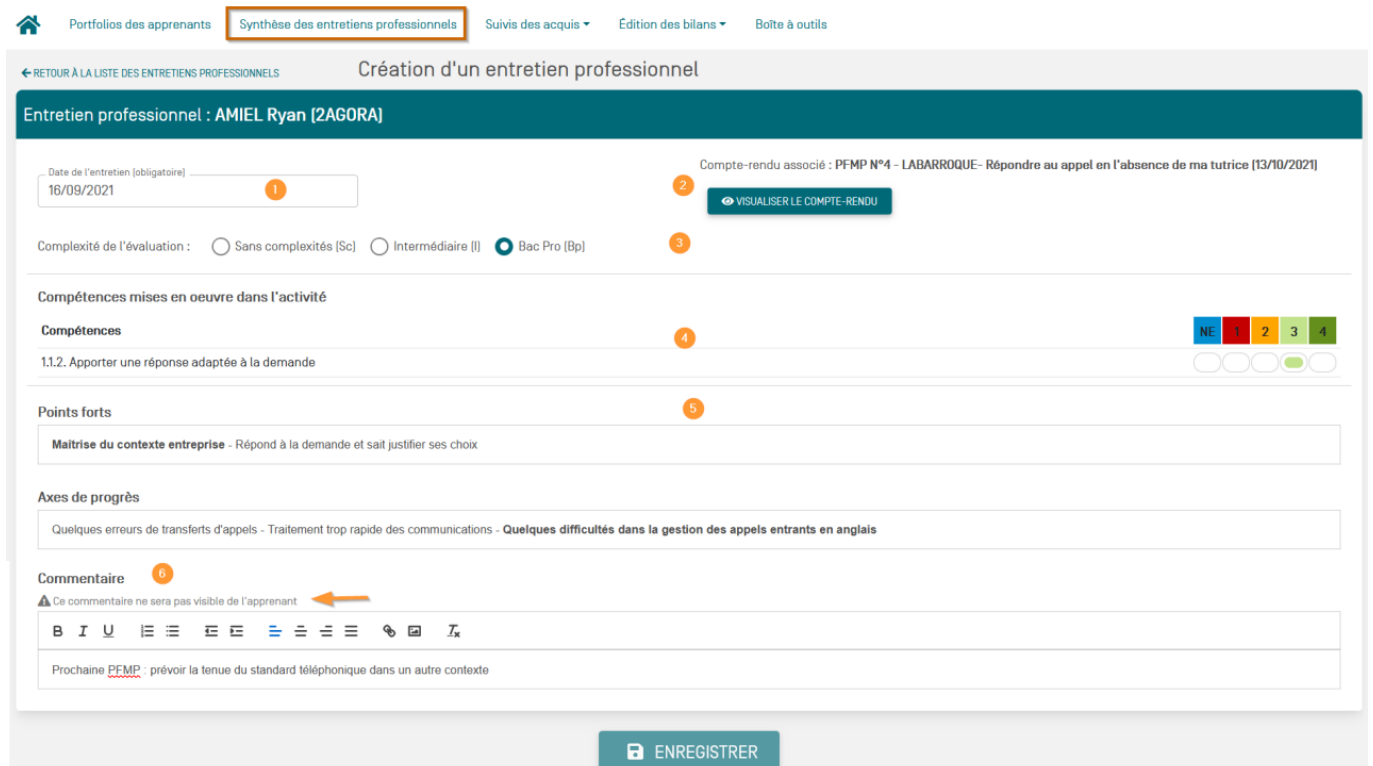 Portfolios des apprenants Synthèse des entretiens professionnels Suivis des acquis Édition des bilans Boîte à outils
RETOUR À LA LISTE DES ENTRETIENS PROFESSIONNELS Création d'un entretien professionnel
Entretien professionnel : AMIEL Ryan (2AGORA)
Date de l'entretien (obligatoire)
16/09/2021
1
Compte-rendu associé : PFMP N°4 - LABARROQUE- Répondre au appel en l'absence de ma tutrice (13/10/2021)
2
VISUALISER LE COMPTE-RENDU
Complexité de l'évaluation : Sans complexités (Sc) Intermédiaire (I) Bac Pro (Bp)
3
Compétences mises en oeuvre dans l'activité
Compétences
4
NE 1 2 3 4
1.1.2. Apporter une réponse adaptée à la demande
Points forts
5
Maîtrise du contexte entreprise - Répond à la demande et sait justifier ses choix
Axes de progrès
Quelques erreurs de transferts d'appels - Traitement trop rapide des communications - Quelques difficultés dans la gestion des appels entrants en anglais
Commentaire
6
Ce commentaire ne sera pas visible de l'apprenant
B I U
Prochaine PFMP : prévoir la tenue du standard téléphonique dans un autre contexte
ENREGISTRER